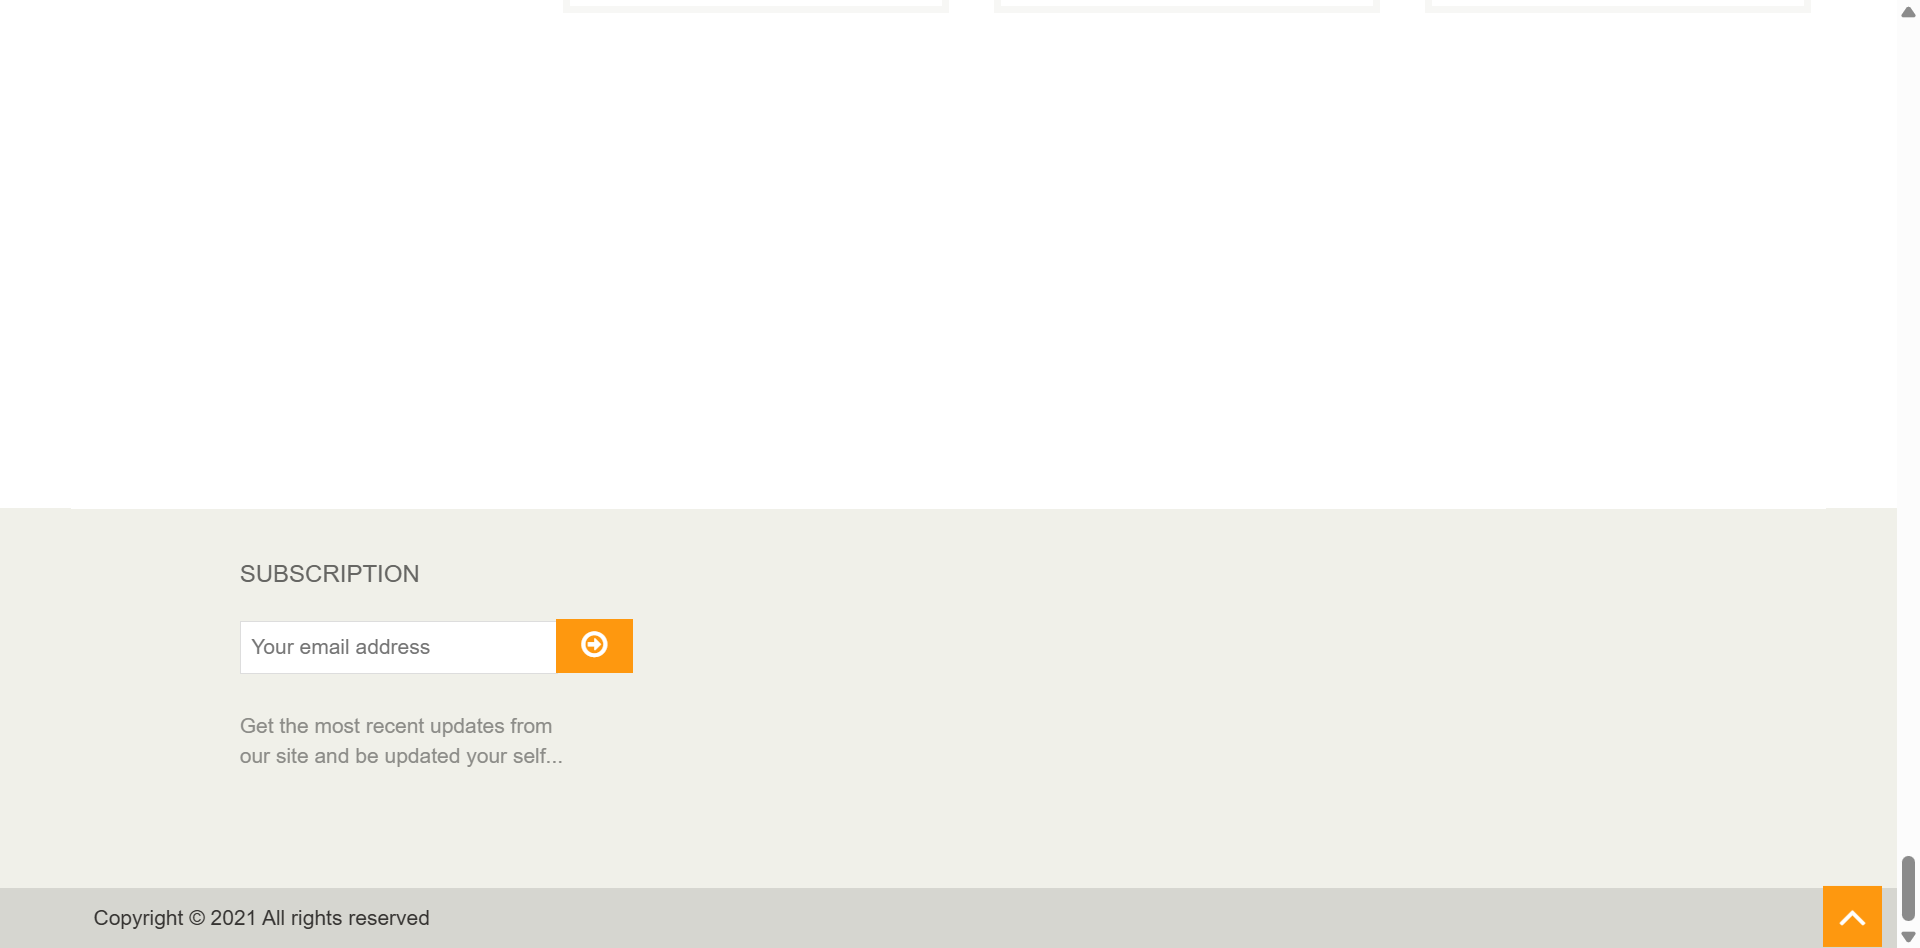 SUBSCRIPTION
Your email address
Get the most recent updates from
our site and be updated your self...
Copyright © 2021 All rights reserved